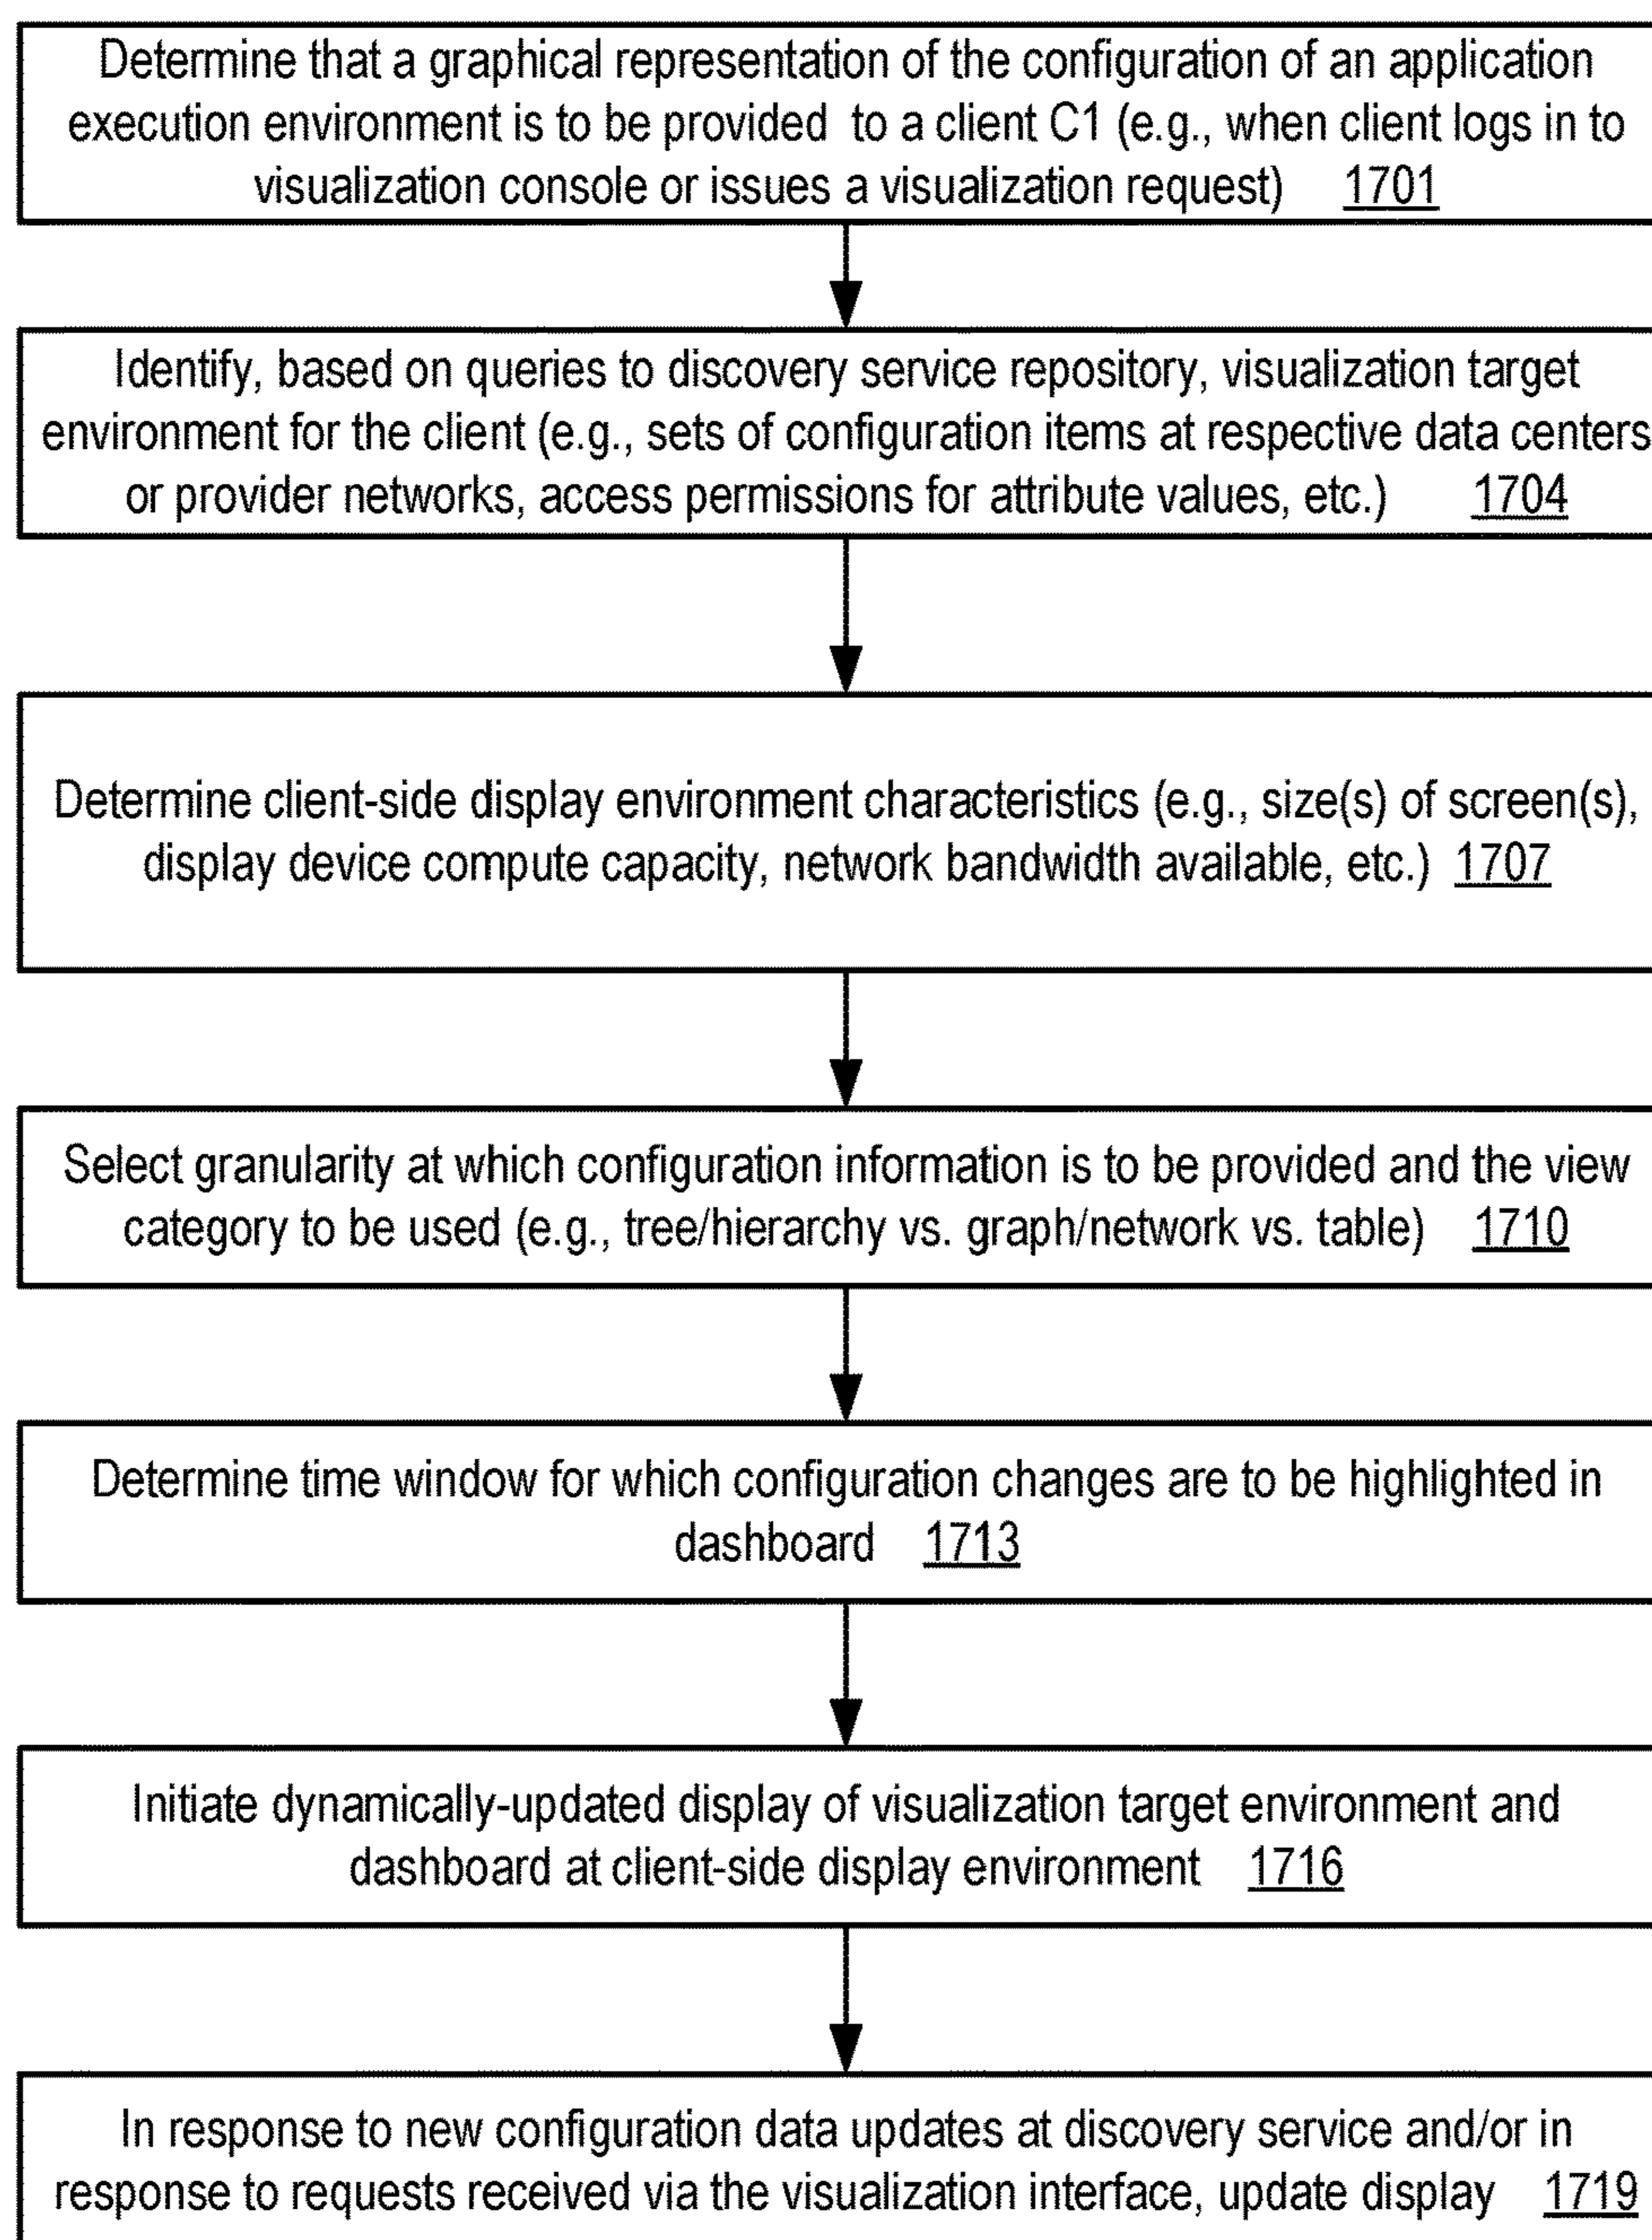 Determine that a graphical representation of the configuration of an application
execution environment is to be provided to a client C1 (e.g., when client logs in to
visualization console or issues a visualization request) 1701
Identify, based on queries to discovery service repository, visualization target
environment for the client (e.g., sets of configuration items at respective data centers
or provider networks, access permissions for attribute values, etc.) 1704
Determine client-side display environment characteristics (e.g., size(s) of screen(s),
display device compute capacity, network bandwidth available, etc.) 1707
Select granularity at which configuration information is to be provided and the view
category to be used (e.g., tree/hierarchy vs. graph/network vs. table) 1710
Determine time window for which configuration changes are to be highlighted in
dashboard 1713
Initiate dynamically-updated display of visualization target environment and
dashboard at client-side display environment 1716
In response to new configuration data updates at discovery service and/or in
response to requests received via the visualization interface, update display 1719